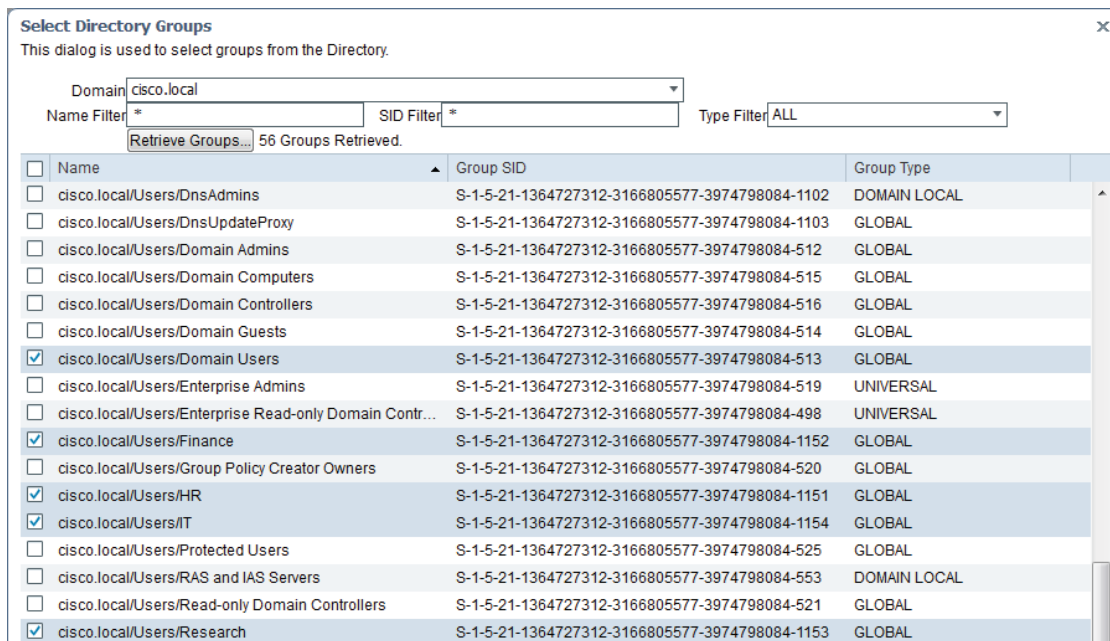 Select Directory Groups
This dialog is used to select groups from the Directory.
Domain cisco.local
Name Filter * SID Filter * Type Filter ALL
Retrieve Groups... 56 Groups Retrieved.
Name Group SID Group Type
cisco.local/Users/DnsAdmins S-1-5-21-1364727312-3166805577-3974798084-1102 DOMAIN LOCAL
cisco.local/Users/DnsUpdateProxy S-1-5-21-1364727312-3166805577-3974798084-1103 GLOBAL
cisco.local/Users/Domain Admins S-1-5-21-1364727312-3166805577-3974798084-512 GLOBAL
cisco.local/Users/Domain Computers S-1-5-21-1364727312-3166805577-3974798084-515 GLOBAL
cisco.local/Users/Domain Controllers S-1-5-21-1364727312-3166805577-3974798084-516 GLOBAL
cisco.local/Users/Domain Guests S-1-5-21-1364727312-3166805577-3974798084-514 GLOBAL
cisco.local/Users/Domain Users S-1-5-21-1364727312-3166805577-3974798084-513 GLOBAL
cisco.local/Users/Enterprise Admins S-1-5-21-1364727312-3166805577-3974798084-519 UNIVERSAL
cisco.local/Users/Enterprise Read-only Domain Contr... S-1-5-21-1364727312-3166805577-3974798084-498 UNIVERSAL
cisco.local/Users/Finance S-1-5-21-1364727312-3166805577-3974798084-1152 GLOBAL
cisco.local/Users/Group Policy Creator Owners S-1-5-21-1364727312-3166805577-3974798084-520 GLOBAL
cisco.local/Users/HR S-1-5-21-1364727312-3166805577-3974798084-1151 GLOBAL
cisco.local/Users/IT S-1-5-21-1364727312-3166805577-3974798084-1154 GLOBAL
cisco.local/Users/Protected Users S-1-5-21-1364727312-3166805577-3974798084-525 GLOBAL
cisco.local/Users/RAS and IAS Servers S-1-5-21-1364727312-3166805577-3974798084-553 DOMAIN LOCAL
cisco.local/Users/Read-only Domain Controllers S-1-5-21-1364727312-3166805577-3974798084-521 GLOBAL
cisco.local/Users/Research S-1-5-21-1364727312-3166805577-3974798084-1153 GLOBAL